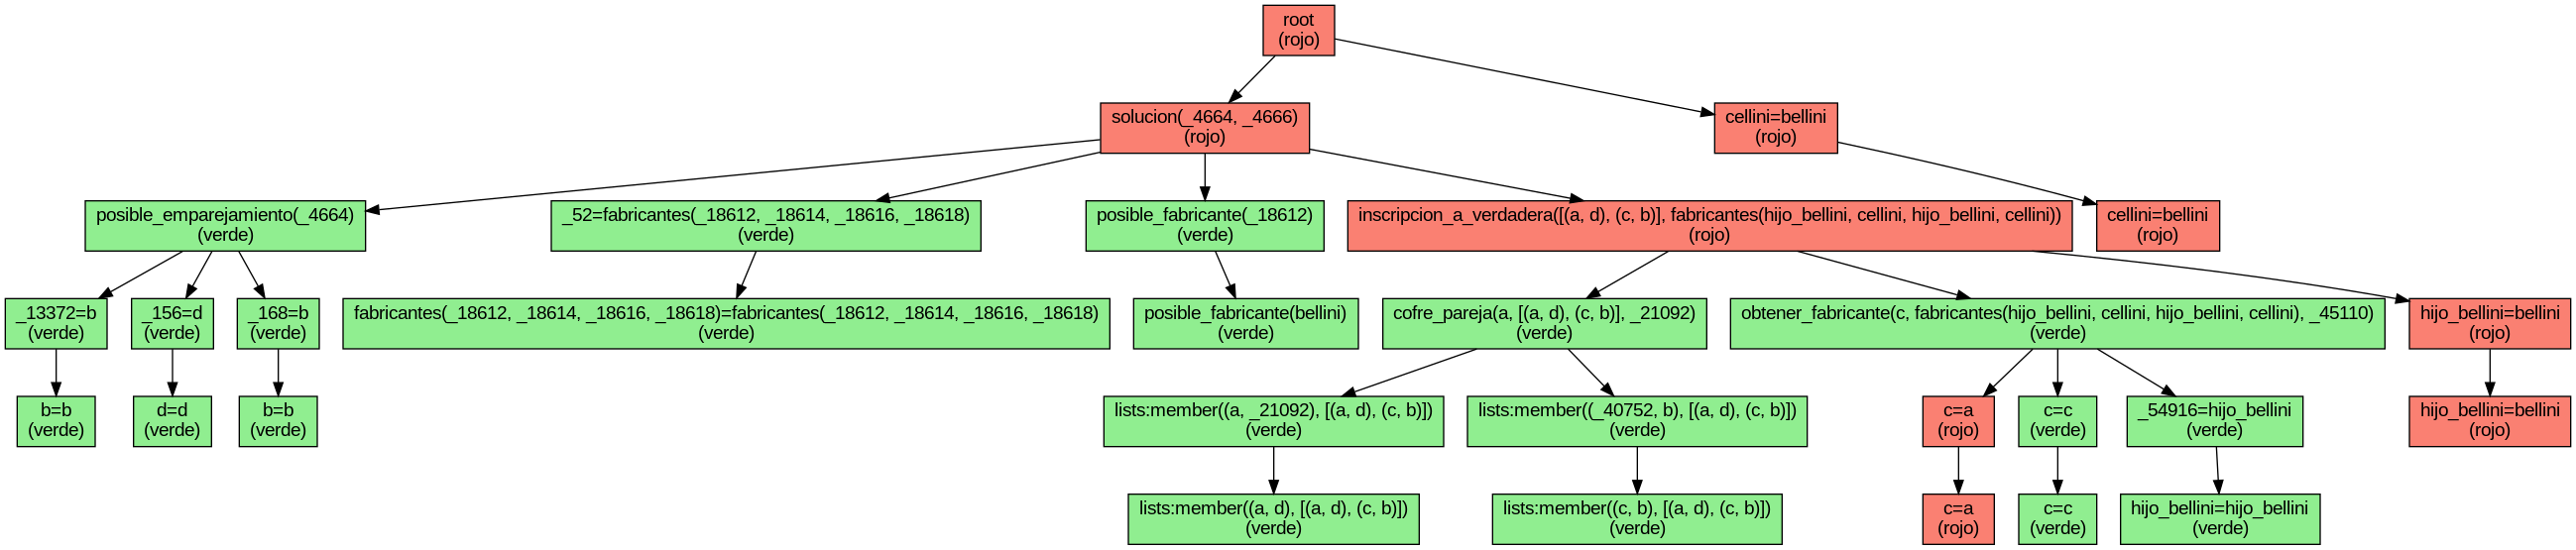 root
(rojo)
solucion(_4664, _4666)
(rojo)
cellini=bellini
(rojo)
posible_emparejamiento(_4664)
(verde)
_52=fabricantes(_18612, _18614, _18616, _18618)
(verde)
posible_fabricante(_18612)
(verde)
inscripcion_a_verdadera([(a, d), (c, b)], fabricantes(hijo_bellini, cellini, hijo_bellini, cellini))
(rojo)
cellini=bellini
(rojo)
_13372=b
(verde)
_156=d
(verde)
_168=b
(verde)
fabricantes(_18612, _18614, _18616, _18618)=fabricantes(_18612, _18614, _18616, _18618)
(verde)
posible_fabricante(bellini)
(verde)
cofre_pareja(a, [(a, d), (c, b)], _21092)
(verde)
obtener_fabricante(c, fabricantes(hijo_bellini, cellini, hijo_bellini, cellini), _45110)
(verde)
hijo_bellini=bellini
(rojo)
b=b
(verde)
d=d
(verde)
b=b
(verde)
lists:member((a, _21092), [(a, d), (c, b)])
(verde)
lists:member((_40752, b), [(a, d), (c, b)])
(verde)
c=a
(rojo)
c=c
(verde)
_54916=hijo_bellini
(verde)
hijo_bellini=bellini
(rojo)
lists:member((a, d), [(a, d), (c, b)])
(verde)
lists:member((c, b), [(a, d), (c, b)])
(verde)
c=a
(rojo)
c=c
(verde)
hijo_bellini=hijo_bellini
(verde)